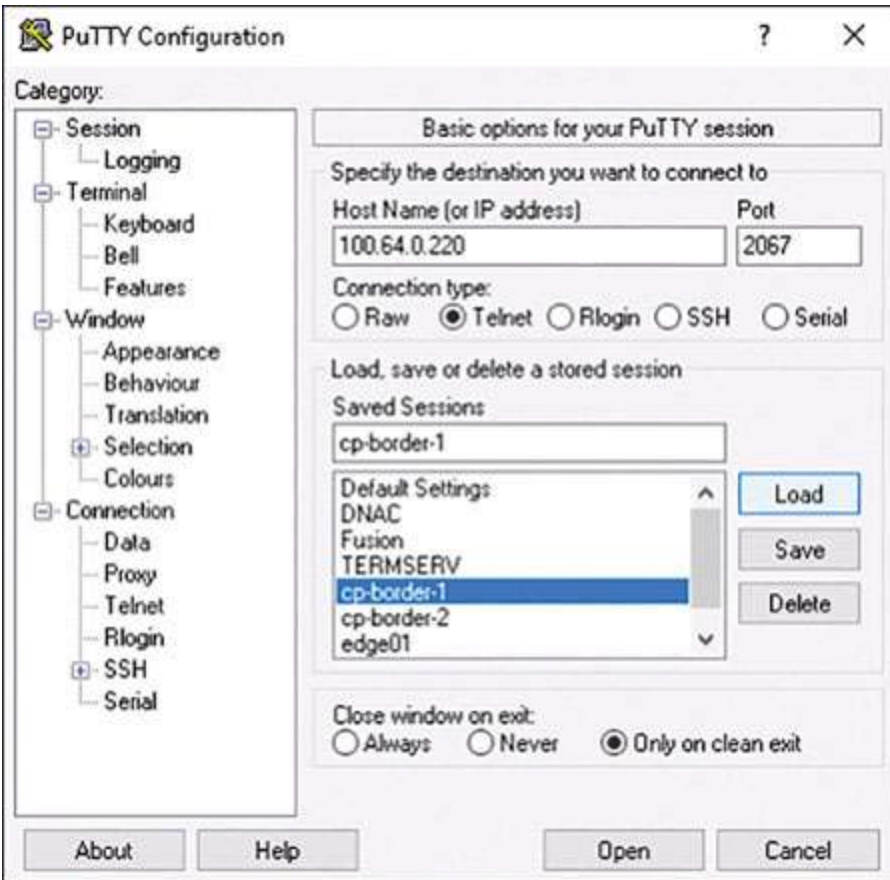 PuTTY Configuration ? ✕
Category:
Session
Logging
Terminal
Keyboard
Bell
Features
Window
Appearance
Behaviour
Translation
Selection
Colours
Connection
Data
Proxy
Telnet
Rlogin
SSH
Serial
Basic options for your PuTTY session
Specify the destination you want to connect to
Host Name (or IP address) Port
100.64.0.220 2067
Connection type:
Raw Telnet Rlogin SSH Serial
Load, save or delete a stored session
Saved Sessions
cp-border-1
Default Settings
DNAC
Fusion
TERMSERV
cp-border-1
cp-border-2
edge01
Load
Save
Delete
Close window on exit:
Always Never Only on clean exit
About Help Open Cancel